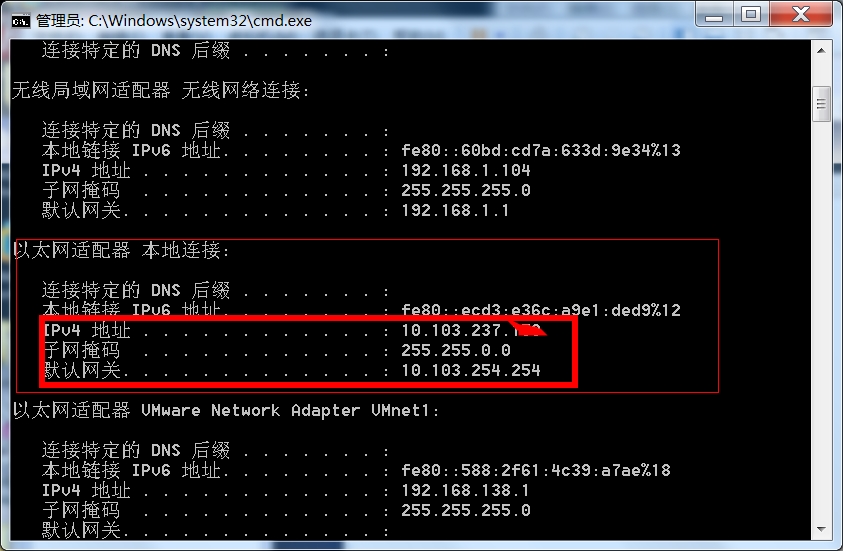 管理员: C:\Windows\system32\cmd.exe
连接特定的 DNS 后缀 . . . . . . . :
无线局域网适配器 无线网络连接:
连接特定的 DNS 后缀 . . . . . . . :
本地链接 IPv6 地址. . . . . . . . : fe80::60bd:cd7a:633d:9e34%13
IPv4 地址 . . . . . . . . . . . . : 192.168.1.104
子网掩码 . . . . . . . . . . . . : 255.255.255.0
默认网关. . . . . . . . . . . . . : 192.168.1.1
以太网适配器 本地连接:
连接特定的 DNS 后缀 . . . . . . . :
本地链接 IPv6 地址. . . . . . . . : fe80::ecd3:e36c:a9e1:ded9%12
IPv4 地址 . . . . . . . . . . . . : 10.103.237.
子网掩码 . . . . . . . . . . . . : 255.255.0.0
默认网关. . . . . . . . . . . . . : 10.103.254.254
以太网适配器 VMware Network Adapter VMnet1:
连接特定的 DNS 后缀 . . . . . . . :
本地链接 IPv6 地址. . . . . . . . : fe80::588:2f61:4c39:a7ae%18
IPv4 地址 . . . . . . . . . . . . : 192.168.138.1
子网掩码 . . . . . . . . . . . . : 255.255.255.0
默认网关. . . . . . . . . . . . . :